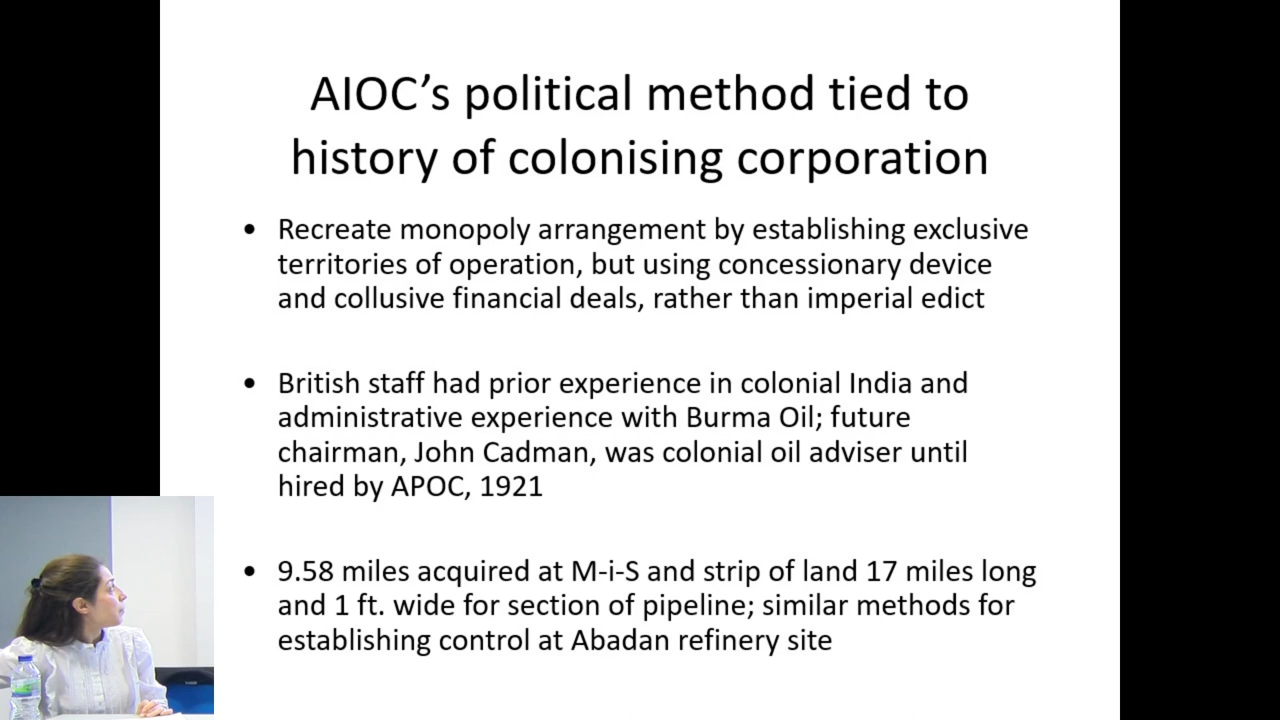 AIOC’s political method tied to
history of colonising corporation
• Recreate monopoly arrangement by establishing exclusive
territories of operation, but using concessionary device
and collusive financial deals, rather than imperial edict
• British staff had prior experience in colonial India and
administrative experience with Burma Oil; future
chairman, John Cadman, was colonial oil adviser until
hired by APOC, 1921
• 9.58 miles acquired at M-i-S and strip of land 17 miles long
and 1 ft. wide for section of pipeline; similar methods for
establishing control at Abadan refinery site